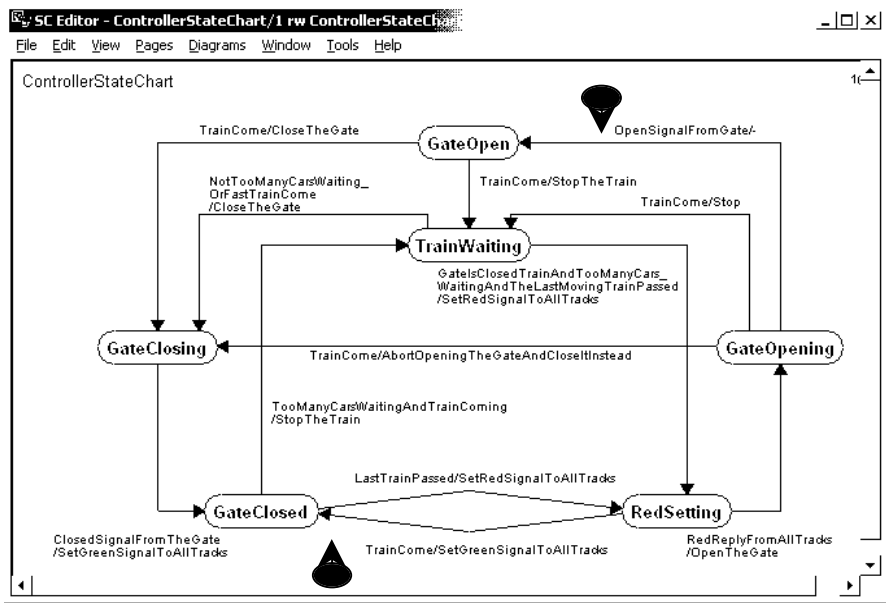 SC Editor - ControllerStateChart/1 rw ControllerStateCha
File Edit View Pages Diagrams Window Tools Help
ControllerStateChart
1(
TrainCome/CloseTheGate
GateOpen
OpenSignalFromGate/-
NotTooManyCarsWaiting_
OrFastTrainCome
/CloseTheGate
TrainCome/StopTheTrain
TrainCome/Stop
TrainWaiting
GateIsClosedTrainAndTooManyCars_
WaitingAndTheLastMovingTrainPassed
/SetRedSignalToAllTracks
GateClosing
TrainCome/AbortOpeningTheGateAndCloseItInstead
GateOpening
TooManyCarsWaitingAndTrainComing
/StopTheTrain
LastTrainPassed/SetRedSignalToAllTracks
GateClosed
RedSetting
ClosedSignalFromTheGate
/SetGreenSignalToAllTracks
TrainCome/SetGreenSignalToAllTracks
RedReplyFromAllTracks
/OpenTheGate